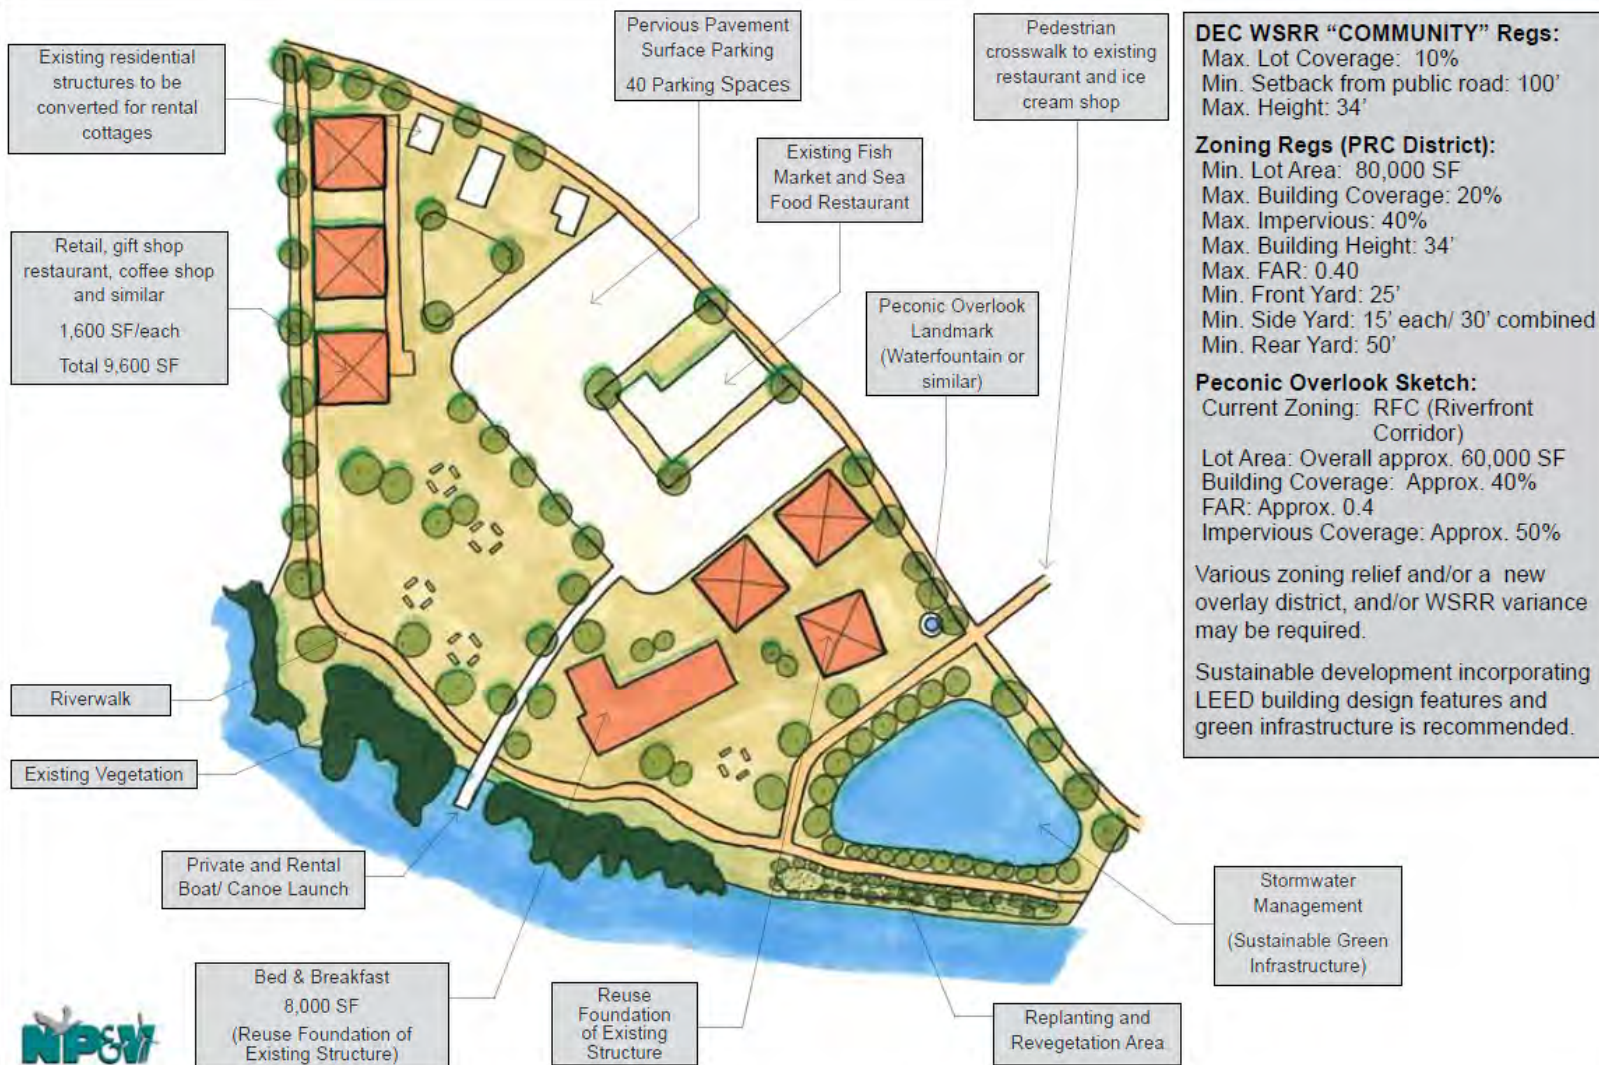 Existing residential
structures to be
converted for rental
cottages
Pervious Pavement
Surface Parking
40 Parking Spaces
Pedestrian
crosswalk to existing
restaurant and ice
cream shop
Existing Fish
Market and Sea
Food Restaurant
Retail, gift shop
restaurant, coffee shop
and similar
1,600 SF/each
Total 9,600 SF
Peconic Overlook
Landmark
(Waterfountain or
similar)
Riverwalk
Existing Vegetation
Private and Rental
Boat/ Canoe Launch
Bed & Breakfast
8,000 SF
(Reuse Foundation of
Existing Structure)
Reuse
Foundation
of Existing
Structure
Replanting and
Revegetation Area
Stormwater
Management
(Sustainable Green
Infrastructure)
DEC WSRR “COMMUNITY” Regs:
Max. Lot Coverage: 10%
Min. Setback from public road: 100’
Max. Height: 34’
Zoning Regs (PRC District):
Min. Lot Area: 80,000 SF
Max. Building Coverage: 20%
Max. Impervious: 40%
Max. Building Height: 34’
Max. FAR: 0.40
Min. Front Yard: 25’
Min. Side Yard: 15’ each/ 30’ combined
Min. Rear Yard: 50’
Peconic Overlook Sketch:
Current Zoning: RFC (Riverfront
Corridor)
Lot Area: Overall approx. 60,000 SF
Building Coverage: Approx. 40%
FAR: Approx. 0.4
Impervious Coverage: Approx. 50%
Various zoning relief and/or a new
overlay district, and/or WSRR variance
may be required.
Sustainable development incorporating
LEED building design features and
green infrastructure is recommended.
NP&V